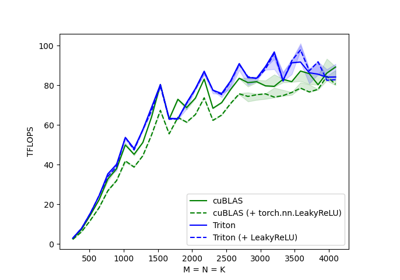 100
80
60
40
20
0
TFLOPS
500
1000
1500
2000
2500
3000
3500
4000
M = N = K
cuBLAS
cuBLAS (+ torch.nn.LeakyReLU)
Triton
Triton (+ LeakyReLU)